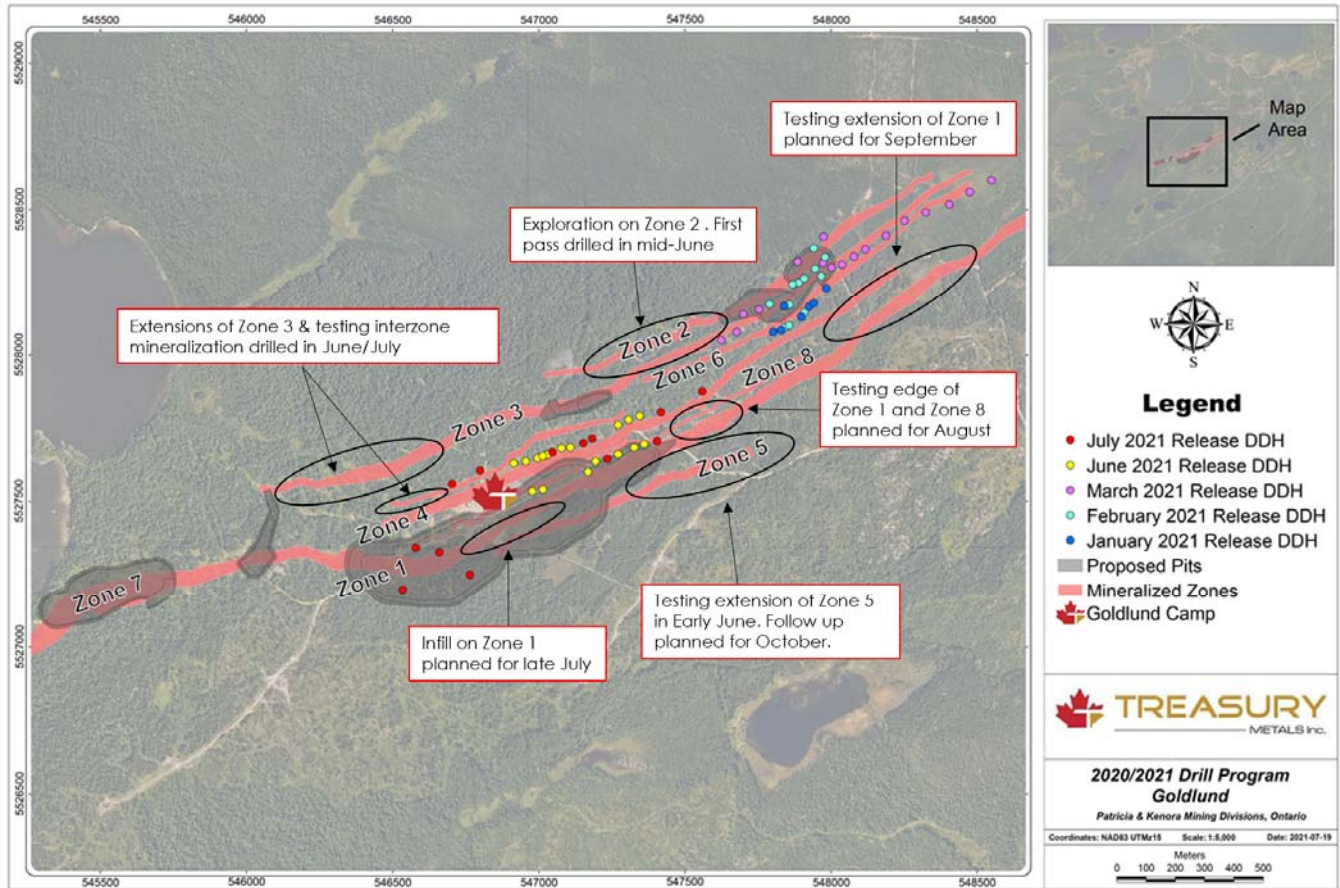 545500 546000 546500 547000 547500 548000 548500
5529000
5528500
5528000
5527500
5527000
5526500
Testing extension of Zone 1
planned for September
Exploration on Zone 2 . First
pass drilled in mid-June
Extensions of Zone 3 & testing interzone
mineralization drilled in June/July
Testing edge of
Zone 1 and Zone 8
planned for August
Zone 2
Zone 6
Zone 8
Zone 3
Zone 5
Zone 4
Zone 1
Zone 7
Infill on Zone 1
planned for late July
Testing extension of Zone 5
in Early June. Follow up
planned for October.
545500 546000 546500 547000 547500 548000 548500
Map
Area
N
W E
S
Legend
July 2021 Release DDH
June 2021 Release DDH
March 2021 Release DDH
February 2021 Release DDH
January 2021 Release DDH
Proposed Pits
Mineralized Zones
Goldlund Camp
TREASURY
METALS Inc.
2020/2021 Drill Program
Goldlund
Patricia & Kenora Mining Divisions, Ontario
Coordinates: NAD83 UTMz15 Scale: 1:5,000 Date: 2021-07-19
Meters
0 100 200 300 400 500